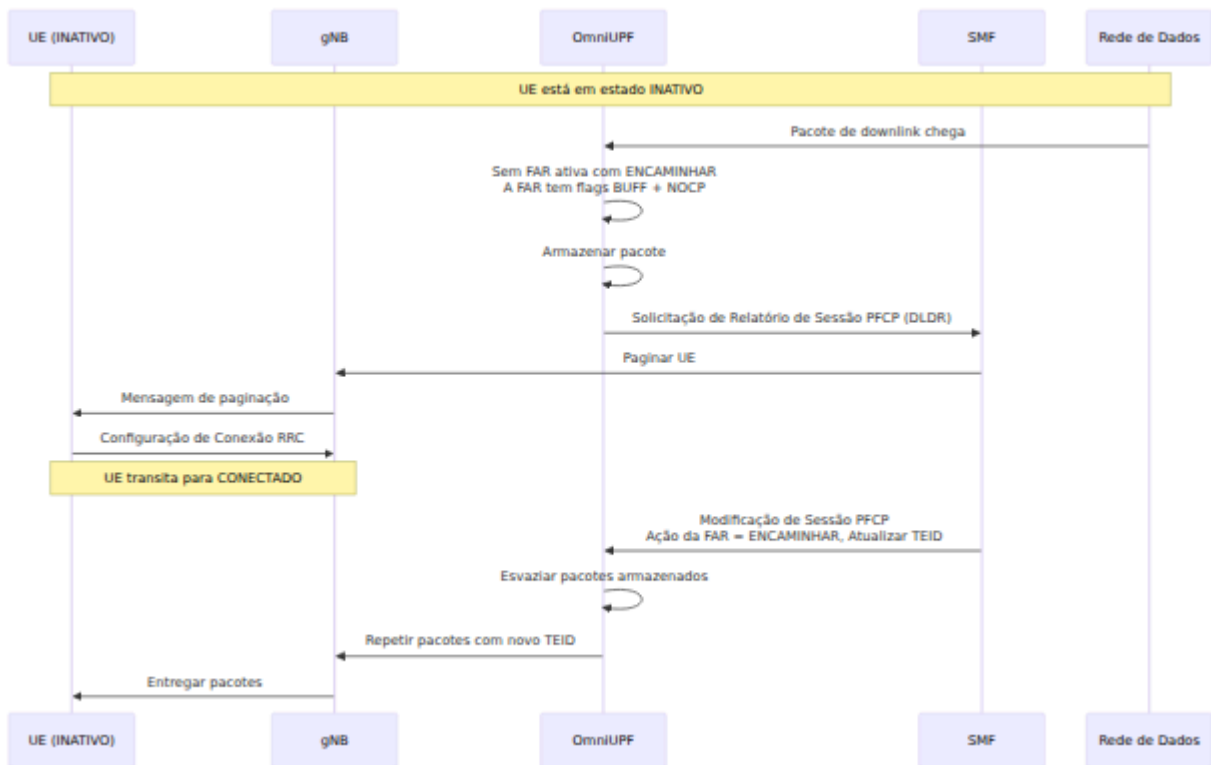 UE (INATIVO)
gNB
OmniUPF
SMF
Rede de Dados
UE está em estado INATIVO
Pacote de downlink chega
Sem FAR ativa com ENCAMINHAR
A FAR tem flags BUFF + NOCP
Armazenar pacote
Solicitação de Relatório de Sessão PFCP (DLDR)
Paginar UE
Mensagem de paginação
Configuração de Conexão RRC
UE transita para CONECTADO
Modificação de Sessão PFCP
Ação da FAR = ENCAMINHAR, Atualizar TEID
Esvaziar pacotes armazenados
Repetir pacotes com novo TEID
Entregar pacotes
UE (INATIVO)
gNB
OmniUPF
SMF
Rede de Dados